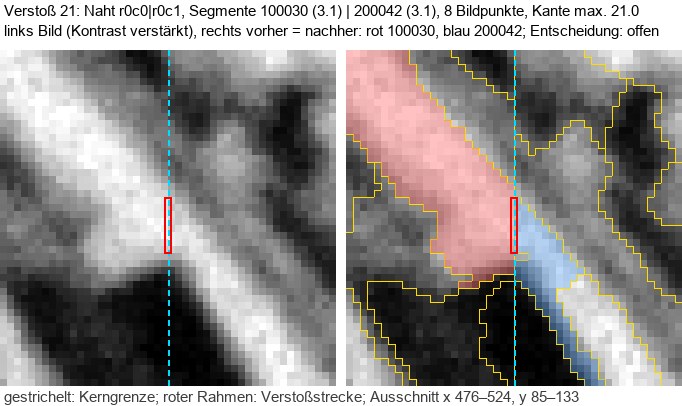 Verstoß 21: Naht r0c0|r0c1, Segmente 100030 (3.1) | 200042 (3.1), 8 Bildpunkte, Kante max. 21.0
links Bild (Kontrast verstärkt), rechts vorher = nachher: rot 100030, blau 200042; Entscheidung: offen
gestrichelt: Kerngrenze; roter Rahmen: Verstoßstrecke; Ausschnitt x 476–524, y 85–133